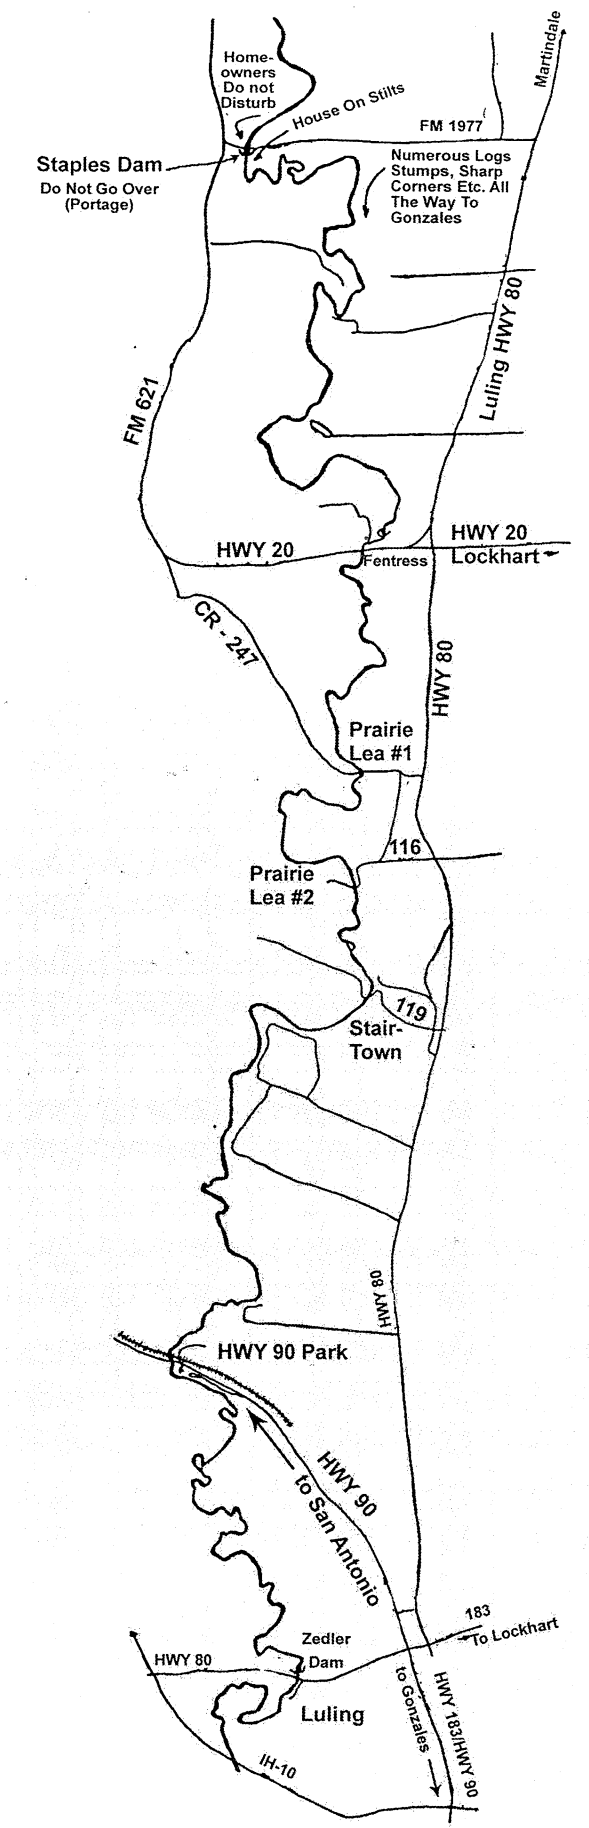 Martindale
Home-
owners
Do not
Disturb
House On Stilts
FM 1977
Staples Dam
Do Not Go Over
(Portage)
Numerous Logs
Stumps, Sharp
Corners Etc. All
The Way To
Gonzales
Luling HWY 80
FM 621
HWY 20
HWY 20
Fentress
Lockhart
CR - 247
HWY 80
Prairie
Lea #1
116
Prairie
Lea #2
119
Stair-
Town
HWY 80
HWY 90 Park
HWY 90
to San Antonio
183
To Lockhart
Zedler
Dam
HWY 80
to Gonzales
HWY 183/HWY 90
Luling
IH-10